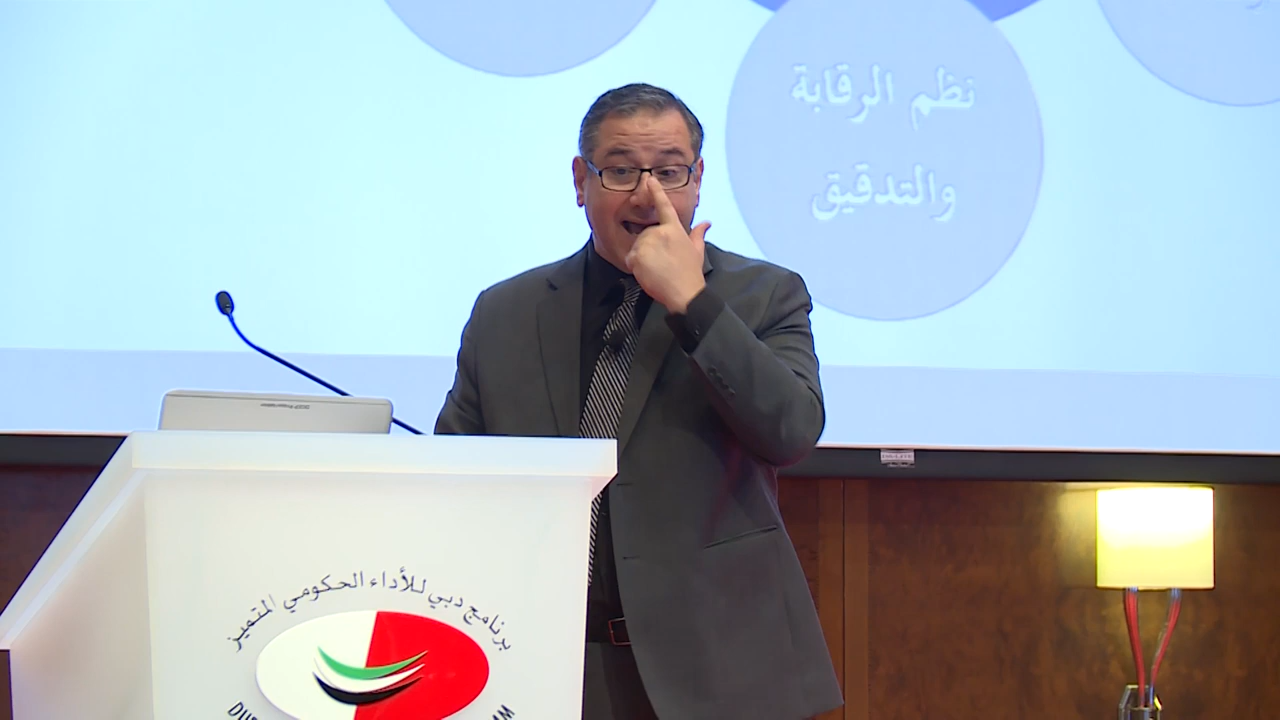 نظم الرقابة
والتدقيق
برنامج دبي للأداء الحكومي المتميز